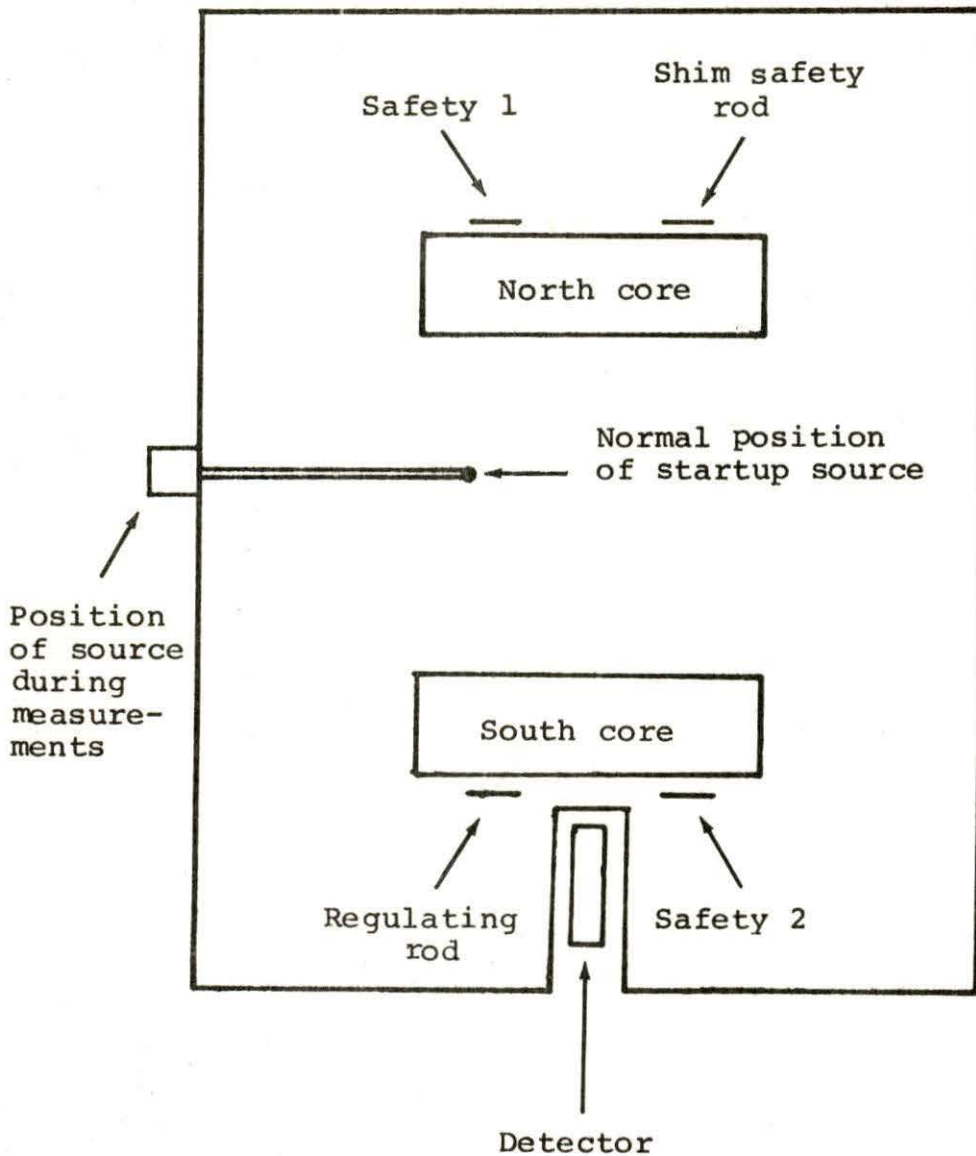 Safety 1
Shim safety
rod
North core
Normal position
of startup source
Position
of source
during
measure-
ments
South core
Regulating
rod
Safety 2
Detector